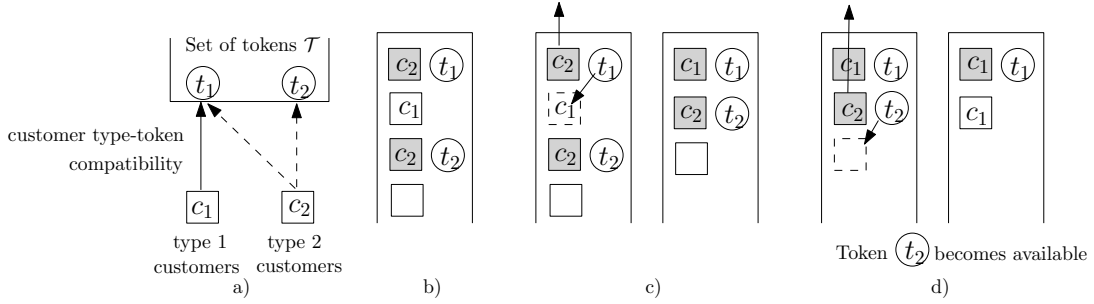 Set of tokens 𝒯
t₁
t₂
customer type-token
compatibility
c₁
c₂
type 1
customers
type 2
customers
a)
c₂ t₁
c₁
c₂ t₂
b)
c₂ t₁
c₁
c₂ t₂
c₁ t₁
c₂ t₂
c)
c₁ t₁
c₂ t₂
c₁ t₁
c₁
Token t₂ becomes available
d)